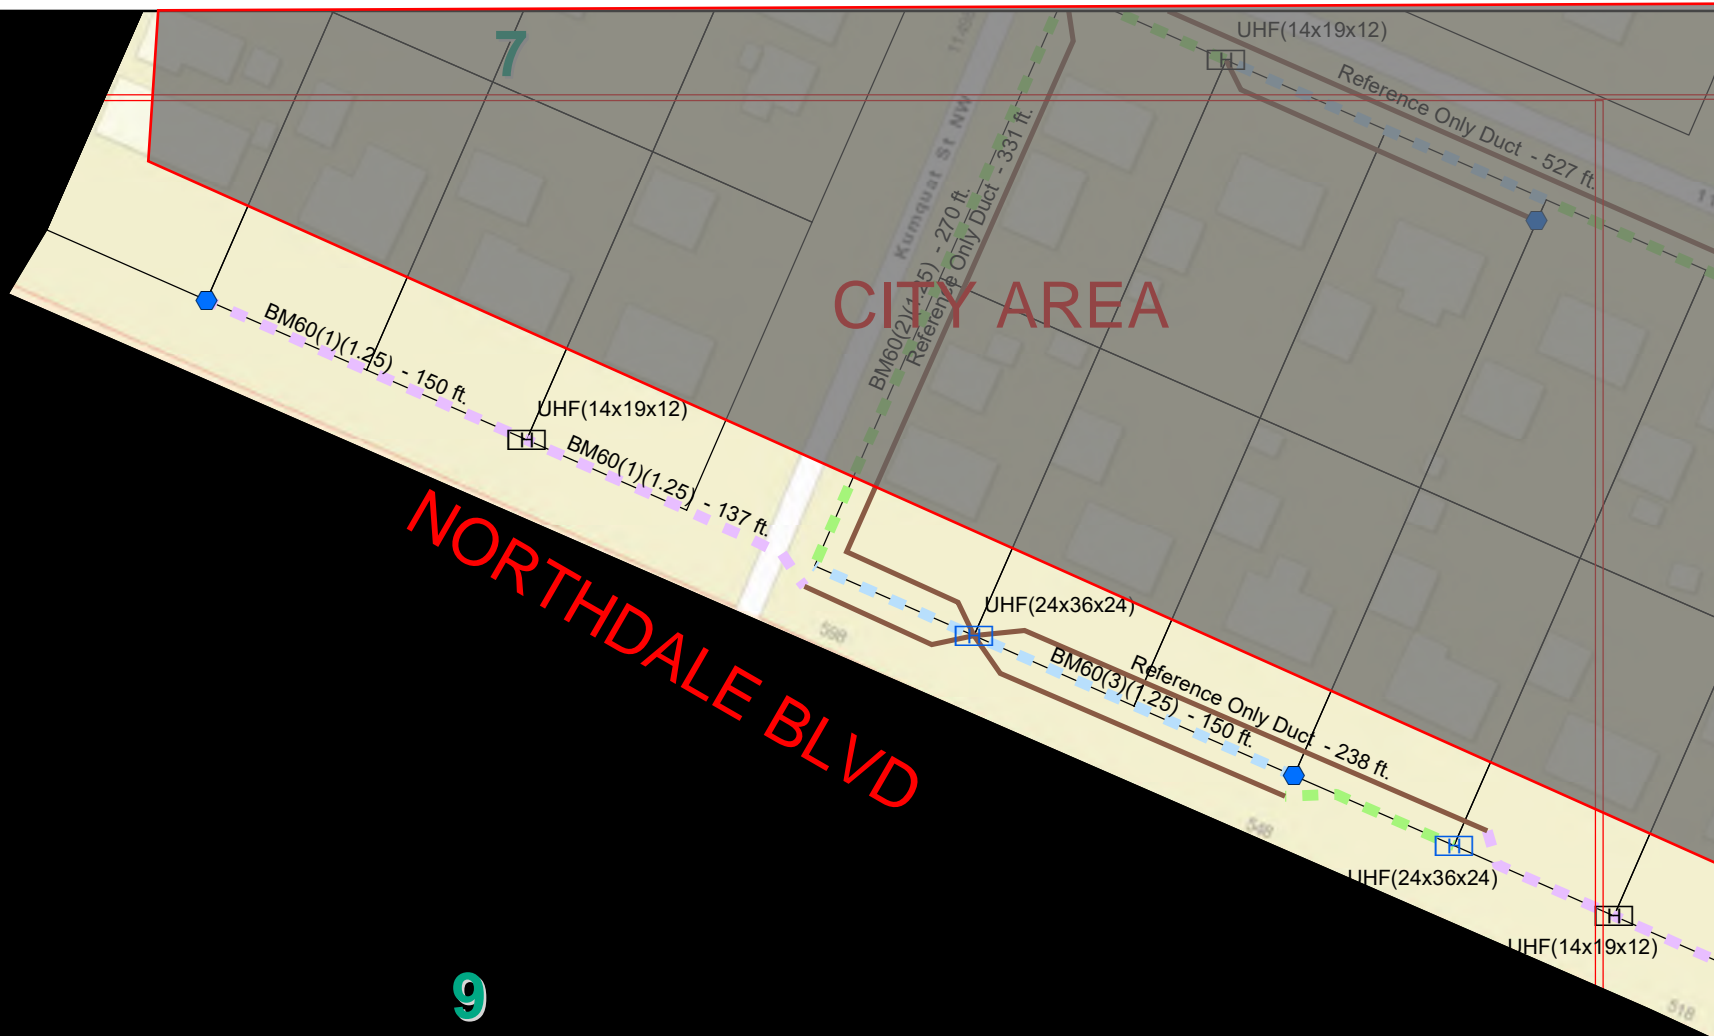 7
UHF(14x19x12)
Reference Only Duct - 527 ft.
Kumquat St NW
Reference Only Duct - 331 ft.
BM60(2)(1.25) - 270 ft.
CITY AREA
BM60(1)(1.25) - 150 ft.
UHF(14x19x12)
BM60(1)(1.25) - 137 ft.
NORTHDALE BLVD
UHF(24x36x24)
598
BM60(3)(1.25) - 150 ft.
Reference Only Duct - 238 ft.
548
UHF(24x36x24)
UHF(14x19x12)
9
518